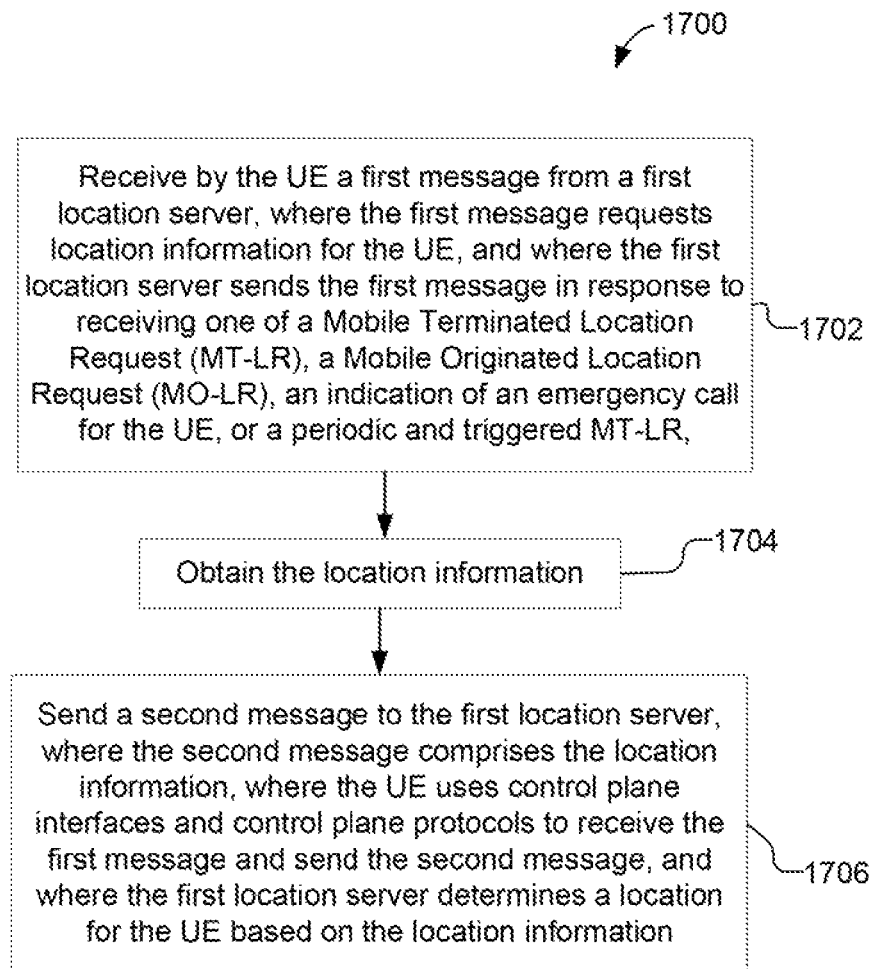 1700
Receive by the UE a first message from a first
location server, where the first message requests
location information for the UE, and where the first
location server sends the first message in response to
receiving one of a Mobile Terminated Location
Request (MT-LR), a Mobile Originated Location
Request (MO-LR), an indication of an emergency call
for the UE, or a periodic and triggered MT-LR,
1702
1704
Obtain the location information
Send a second message to the first location server,
where the second message comprises the location
information, where the UE uses control plane
interfaces and control plane protocols to receive the
first message and send the second message, and
where the first location server determines a location
for the UE based on the location information
1706